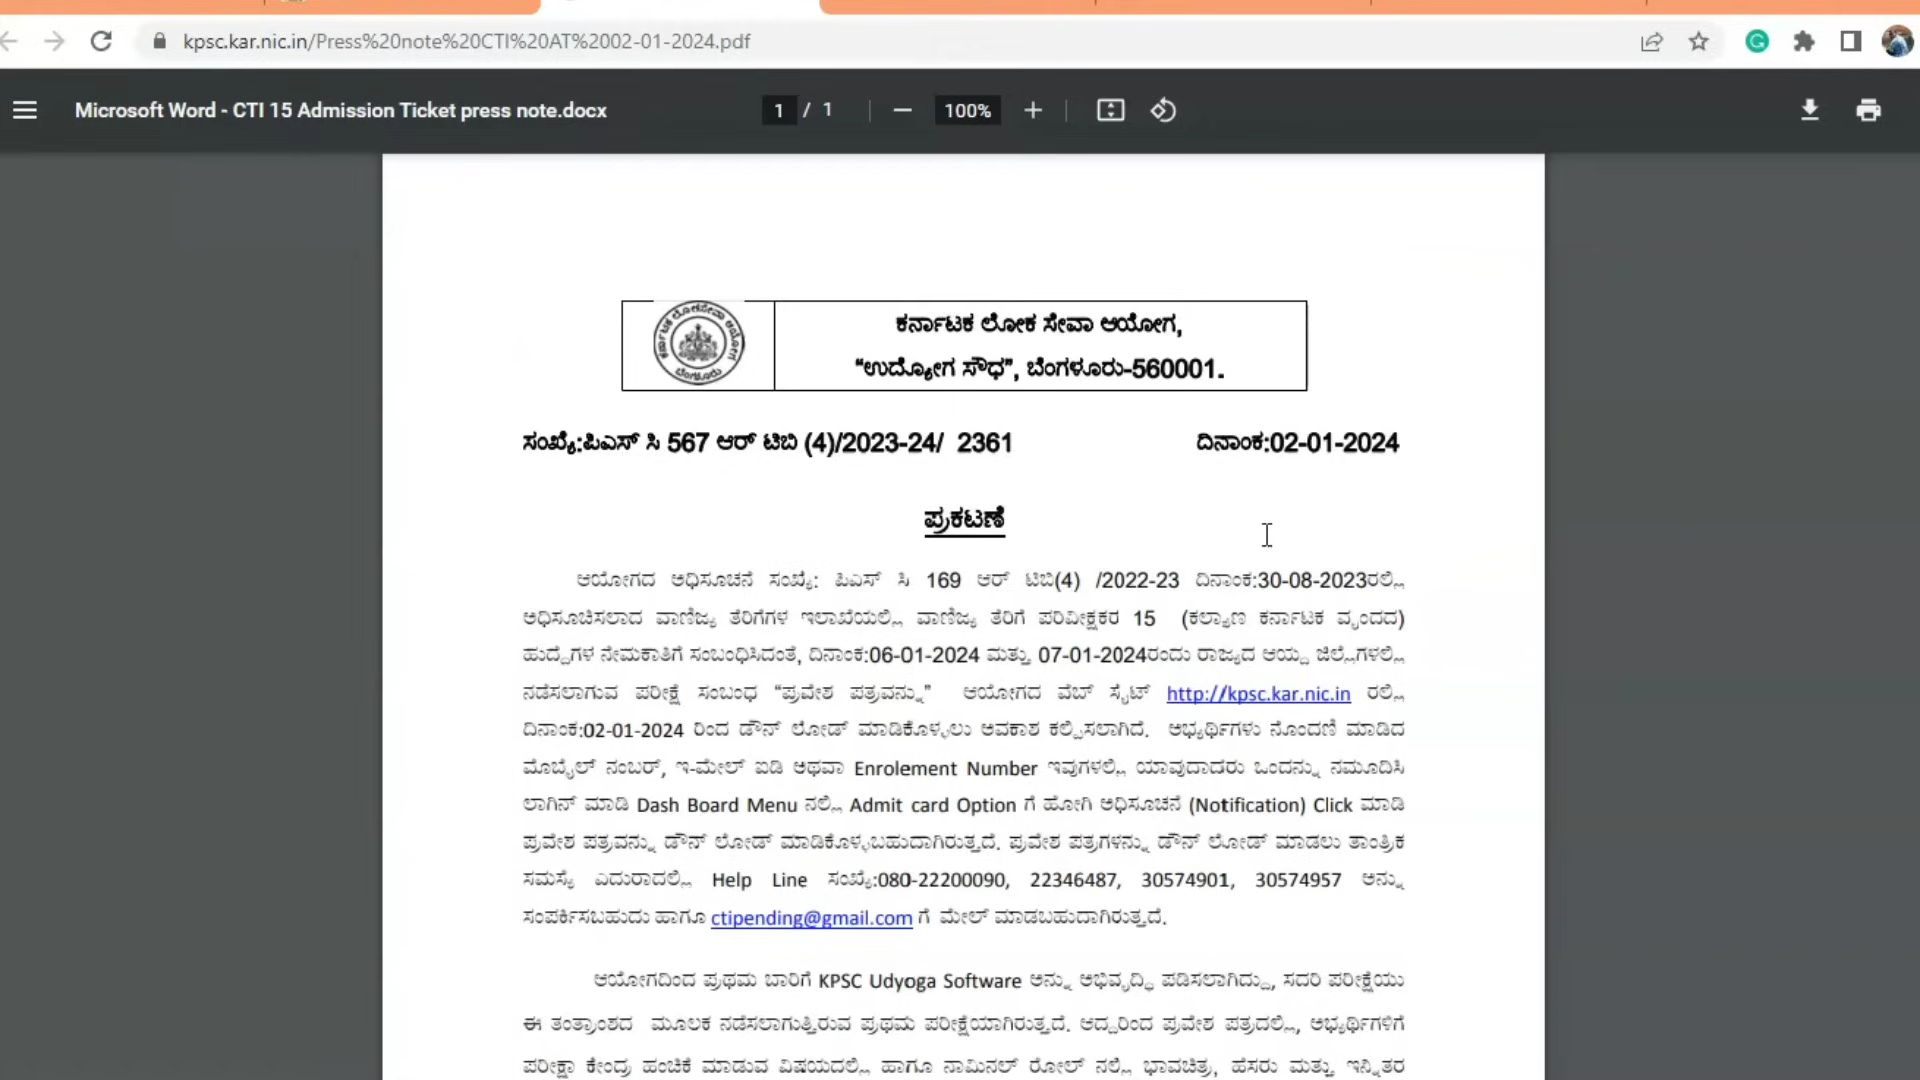 kpsc.kar.nic.in/Press%20note%20CTI%20AT%2002-01-2024.pdf
Microsoft Word - CTI 15 Admission Ticket press note.docx
1 / 1
100%
ಕರ್ನಾಟಕ ಲೋಕಸೇವಾ ಆಯೋಗ
ಬೆಂಗಳೂರು
ಕರ್ನಾಟಕ ಲೋಕ ಸೇವಾ ಆಯೋಗ,
“ಉದ್ಯೋಗ ಸೌಧ”, ಬೆಂಗಳೂರು-560001.
ಸಂಖ್ಯೆ:ಪಿಎಸ್ ಸಿ 567 ಆರ್ ಟಿಬಿ (4)/2023-24/ 2361 ದಿನಾಂಕ:02-01-2024
ಪ್ರಕಟಣೆ
ಆಯೋಗದ ಅಧಿಸೂಚನೆ ಸಂಖ್ಯೆ: ಪಿಎಸ್ ಸಿ 169 ಆರ್ ಟಿಬಿ(4) /2022-23 ದಿನಾಂಕ:30-08-2023ರಲ್ಲಿ
ಅಧಿಸೂಚಿಸಲಾದ ವಾಣಿಜ್ಯ ತೆರಿಗೆಗಳ ಇಲಾಖೆಯಲ್ಲಿ ವಾಣಿಜ್ಯ ತೆರಿಗೆ ಪರಿವೀಕ್ಷಕರ 15 (ಕಲ್ಯಾಣ ಕರ್ನಾಟಕ ವೃಂದದ)
ಹುದ್ದೆಗಳ ನೇಮಕಾತಿಗೆ ಸಂಬಂಧಿಸಿದಂತೆ, ದಿನಾಂಕ:06-01-2024 ಮತ್ತು 07-01-2024ರಂದು ರಾಜ್ಯದ ಆಯ್ದ ಜಿಲ್ಲೆಗಳಲ್ಲಿ
ನಡೆಸಲಾಗುವ ಪರೀಕ್ಷೆ ಸಂಬಂಧ “ಪ್ರವೇಶ ಪತ್ರವನ್ನು” ಆಯೋಗದ ವೆಬ್ ಸೈಟ್ http://kpsc.kar.nic.in ರಲ್ಲಿ
ದಿನಾಂಕ:02-01-2024 ರಿಂದ ಡೌನ್ ಲೋಡ್ ಮಾಡಿಕೊಳ್ಳಲು ಅವಕಾಶ ಕಲ್ಪಿಸಲಾಗಿದೆ. ಅಭ್ಯರ್ಥಿಗಳು ನೊಂದಣಿ ಮಾಡಿದ
ಮೊಬೈಲ್ ನಂಬರ್, ಇ-ಮೇಲ್ ಐಡಿ ಅಥವಾ Enrolement Number ಇವುಗಳಲ್ಲಿ ಯಾವುದಾದರು ಒಂದನ್ನು ನಮೂದಿಸಿ
ಲಾಗಿನ್ ಮಾಡಿ Dash Board Menu ನಲ್ಲಿ Admit card Option ಗೆ ಹೋಗಿ ಅಧಿಸೂಚನೆ (Notification) Click ಮಾಡಿ
ಪ್ರವೇಶ ಪತ್ರವನ್ನು ಡೌನ್ ಲೋಡ್ ಮಾಡಿಕೊಳ್ಳಬಹುದಾಗಿರುತ್ತದೆ. ಪ್ರವೇಶ ಪತ್ರಗಳನ್ನು ಡೌನ್ ಲೋಡ್ ಮಾಡಲು ತಾಂತ್ರಿಕ
ಸಮಸ್ಯೆ ಎದುರಾದಲ್ಲಿ Help Line ಸಂಖ್ಯೆ:080-22200090, 22346487, 30574901, 30574957 ಅನ್ನು
ಸಂಪರ್ಕಿಸಬಹುದು ಹಾಗೂ ctipending@gmail.com ಗೆ ಮೇಲ್ ಮಾಡಬಹುದಾಗಿರುತ್ತದೆ.
ಆಯೋಗದಿಂದ ಪ್ರಥಮ ಬಾರಿಗೆ KPSC Udyoga Software ಅನ್ನು ಅಭಿವೃದ್ಧಿ ಪಡಿಸಲಾಗಿದ್ದು, ಸದರಿ ಪರೀಕ್ಷೆಯು
ಈ ತಂತ್ರಾಂಶದ ಮೂಲಕ ನಡೆಸಲಾಗುತ್ತಿರುವ ಪ್ರಥಮ ಪರೀಕ್ಷೆಯಾಗಿರುತ್ತದೆ. ಆದ್ದರಿಂದ ಪ್ರವೇಶ ಪತ್ರದಲ್ಲಿ, ಅಭ್ಯರ್ಥಿಗಳಿಗೆ
ಪರೀಕ್ಷಾ ಕೇಂದ್ರ ಹಂಚಿಕೆ ಮಾಡುವ ವಿಷಯದಲ್ಲಿ ಹಾಗೂ ನಾಮಿನಲ್ ರೋಲ್ ನಲ್ಲಿ ಭಾವಚಿತ್ರ, ಹೆಸರು ಮತ್ತು ಇನ್ನಿತರ